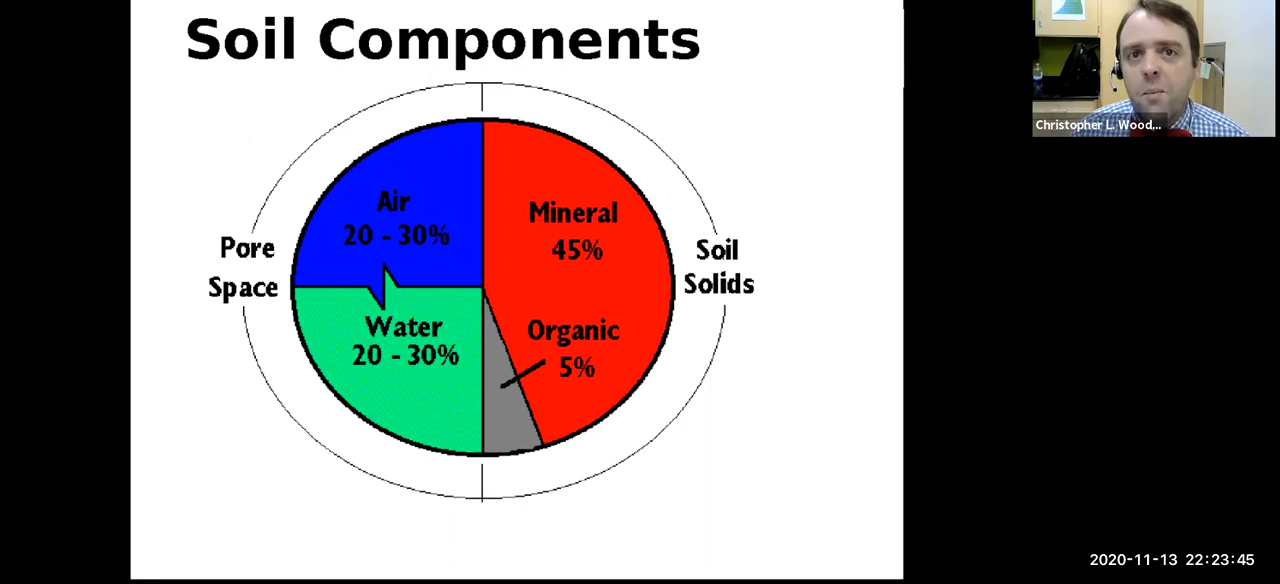 Soil Components
Air
20 - 30%
Mineral
45%
Pore
Space
Soil
Solids
Water
20 - 30%
Organic
5%
Christopher L. Wood...
2020-11-13 22:23:45